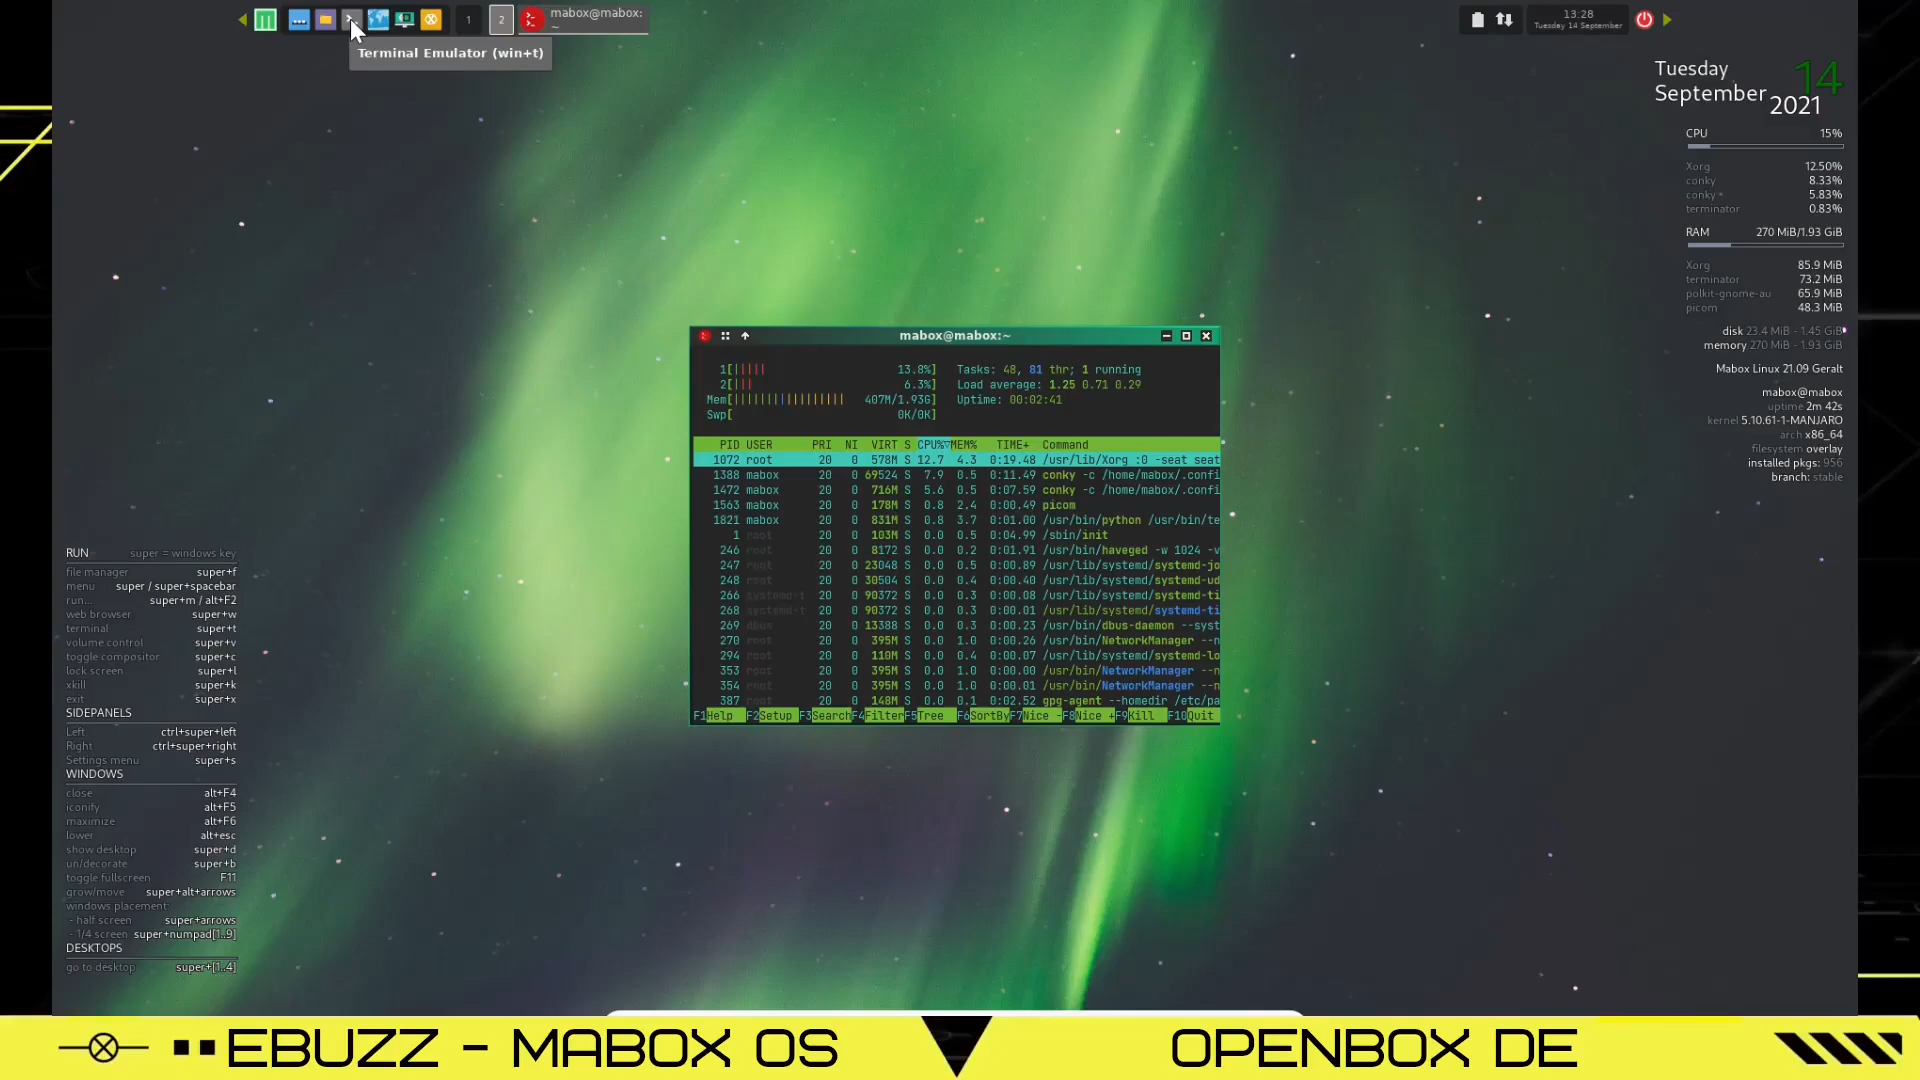 1
2
mabox@mabox:
~
13:28
Tuesday 14 September
Terminal Emulator (win+t)
Tuesday 14
September 2021
CPU 15%
Xorg 12.50%
conky 8.33%
conky * 5.83%
terminator 0.83%
RAM 270 MiB/1.93 GiB
Xorg 85.9 MiB
terminator 73.2 MiB
polkit-gnome-au 65.9 MiB
picom 48.3 MiB
disk 23.4 MiB - 1.45 GiB
memory 270 MiB - 1.93 GiB
Mabox Linux 21.09 Geralt
mabox@mabox
uptime 2m 42s
kernel 5.10.61-1-MANJARO
arch x86_64
filesystem overlay
installed pkgs: 956
branch: stable
mabox@mabox:~
1[||||| 13.8%] Tasks: 48, 81 thr; 1 running
2[||| 6.3%] Load average: 1.25 0.71 0.29
Mem[||||||||||||||||||| 407M/1.93G] Uptime: 00:02:41
Swp[ 0K/0K]
PID USER PRI NI VIRT S CPU%▽MEM% TIME+ Command
1072 root 20 0 578M S 12.7 4.3 0:19.48 /usr/lib/Xorg :0 -seat seat
1388 mabox 20 0 69524 S 7.9 0.5 0:11.49 conky -c /home/mabox/.confi
1472 mabox 20 0 716M S 5.6 0.5 0:07.59 conky -c /home/mabox/.confi
1563 mabox 20 0 178M S 0.8 2.4 0:00.49 picom
1821 mabox 20 0 831M S 0.8 3.7 0:01.00 /usr/bin/python /usr/bin/te
1 root 20 0 103M S 0.0 0.5 0:04.99 /sbin/init
246 root 20 0 8172 S 0.0 0.2 0:01.91 /usr/bin/haveged -w 1024 -v
247 root 20 0 23048 S 0.0 0.5 0:00.89 /usr/lib/systemd/systemd-jo
248 root 20 0 30504 S 0.0 0.4 0:00.40 /usr/lib/systemd/systemd-ud
266 systemd-t 20 0 90372 S 0.0 0.3 0:00.08 /usr/lib/systemd/systemd-ti
268 systemd-t 20 0 90372 S 0.0 0.3 0:00.01 /usr/lib/systemd/systemd-ti
269 dbus 20 0 13388 S 0.0 0.3 0:00.23 /usr/bin/dbus-daemon --syst
270 root 20 0 395M S 0.0 1.0 0:00.26 /usr/bin/NetworkManager --n
294 root 20 0 110M S 0.0 0.4 0:00.07 /usr/lib/systemd/systemd-lo
353 root 20 0 395M S 0.0 1.0 0:00.00 /usr/bin/NetworkManager --n
354 root 20 0 395M S 0.0 1.0 0:00.01 /usr/bin/NetworkManager --n
387 root 20 0 148M S 0.0 0.1 0:02.52 gpg-agent --homedir /etc/pa
F1Help F2Setup F3SearchF4FilterF5Tree F6SortByF7Nice -F8Nice +F9Kill F10Quit
RUN super = windows key
file manager super+f
menu super / super+spacebar
run... super+m / alt+F2
web browser super+w
terminal super+t
volume control super+v
toggle compositor super+c
lock screen super+l
xkill super+k
exit super+x
SIDEPANELS
Left ctrl+super+left
Right ctrl+super+right
Settings menu super+s
WINDOWS
close alt+F4
iconify alt+F5
maximize alt+F6
lower alt+esc
show desktop super+d
un/decorate super+b
toggle fullscreen F11
grow/move super+alt+arrows
windows placement:
- half screen super+arrows
- 1/4 screen super+numpad[1..9]
DESKTOPS
go to desktop super+[1..4]
EBUZZ - MABOX OS
OPENBOX DE